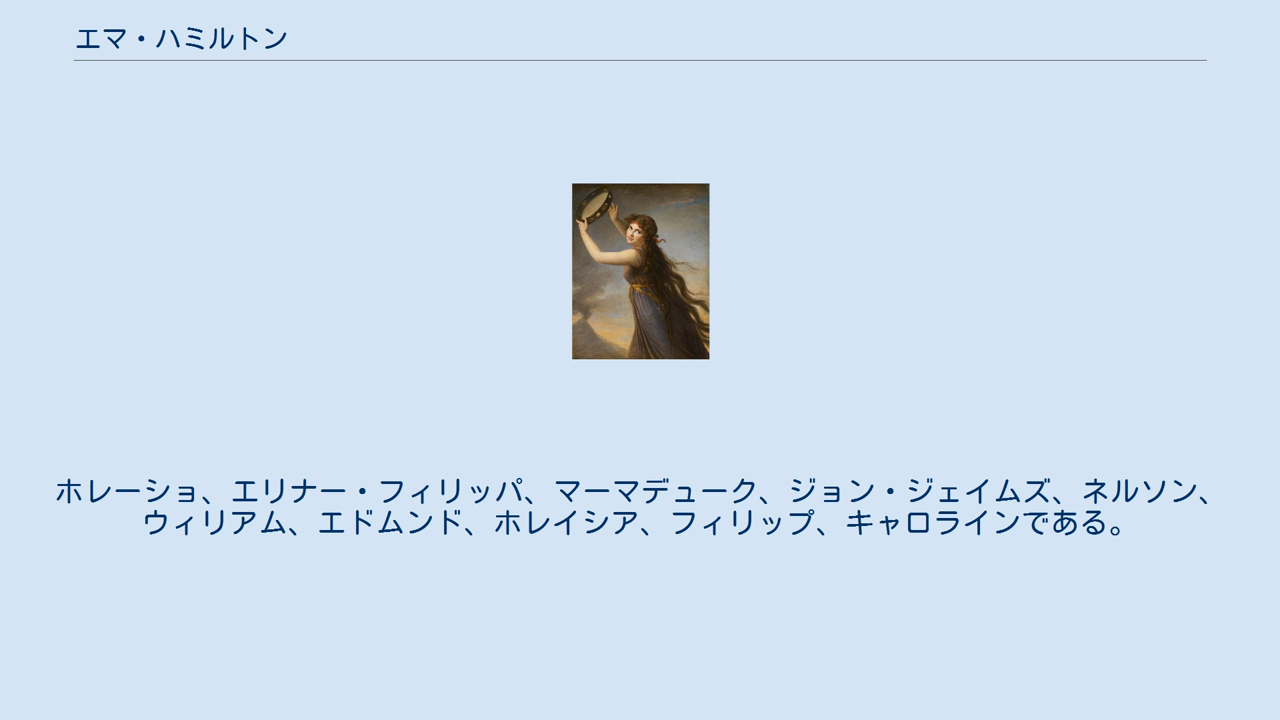 エマ・ハミルトン
ホレーショ、エリナー・フィリッパ、マーマデューク、ジョン・ジェイムズ、ネルソン、
ウィリアム、エドムンド、ホレイシア、フィリップ、キャロラインである。